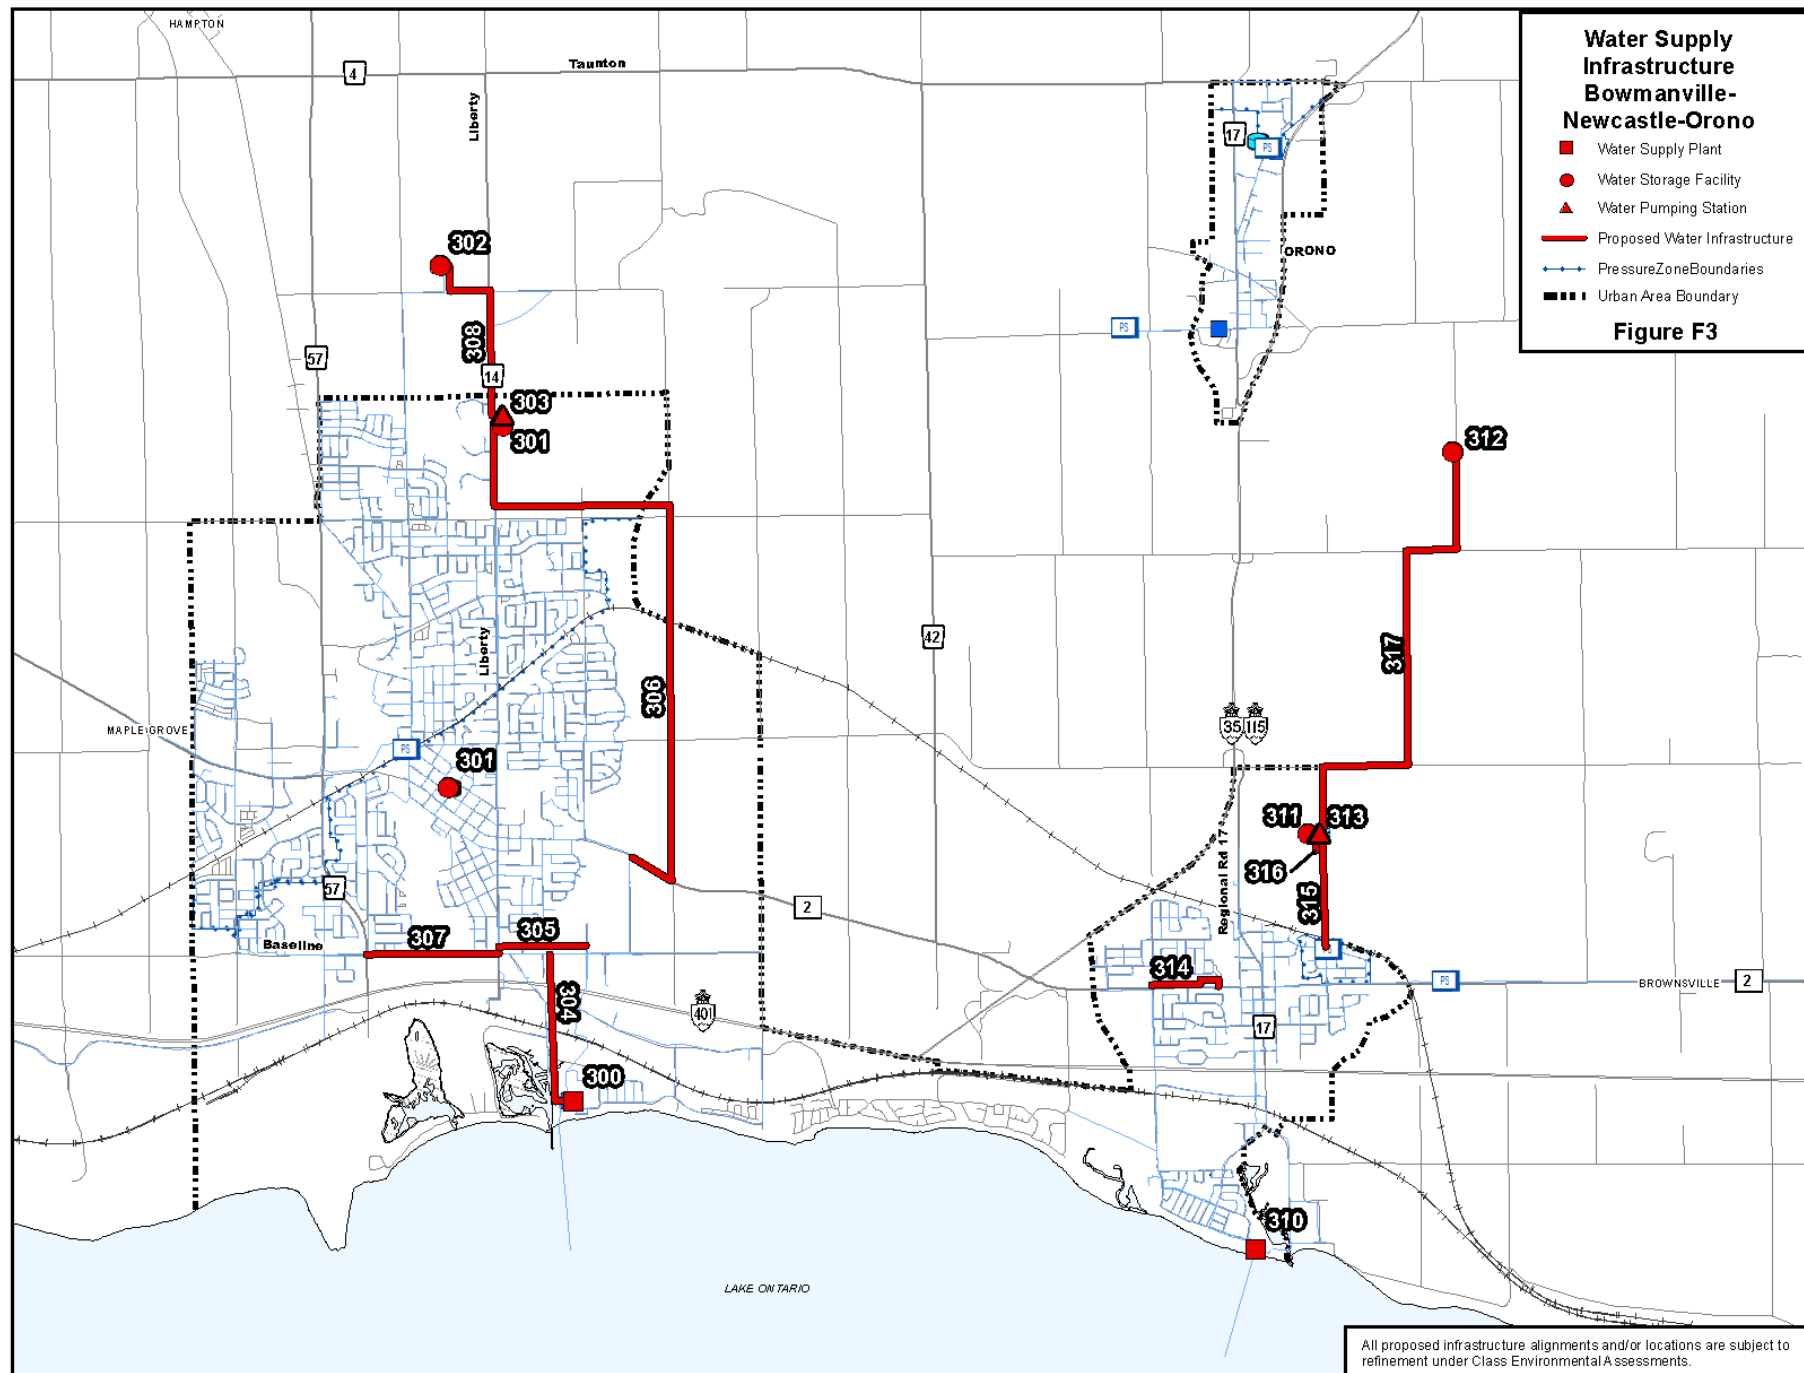 HAMPTON
4
Taunton
Liberty
Water Supply
Infrastructure
Bowmanville-
Newcastle-Orono
Water Supply Plant
Water Storage Facility
Water Pumping Station
Proposed Water Infrastructure
PressureZoneBoundaries
Urban Area Boundary
Figure F3
17
PS
302
ORONO
308
PS
57
14
303
301
312
Liberty
42
317
306
35
115
MAPLE GROVE
PS
301
311
313
Regional Rd 17
316
57
2
315
305
307
Baseline
314
PS
BROWNSVILLE
2
304
401
17
300
310
LAKE ONTARIO
All proposed infrastructure alignments and/or locations are subject to
refinement under Class Environmental Assessments.